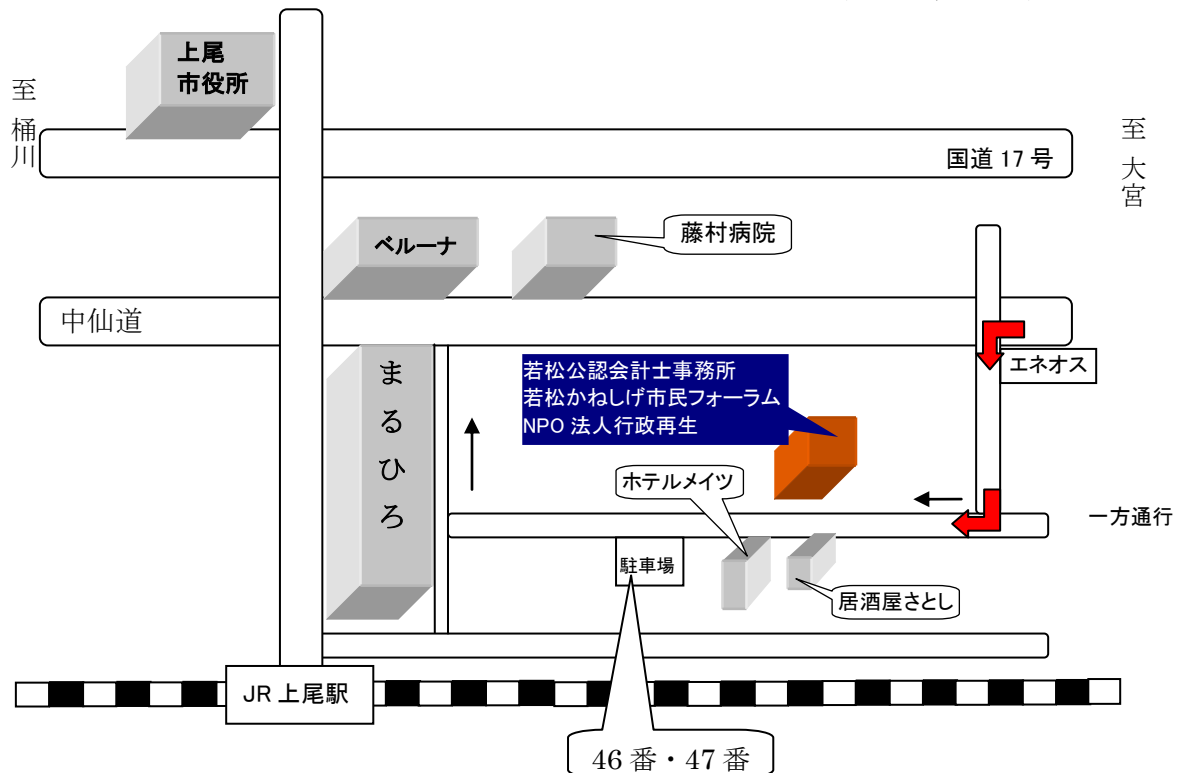 上尾
市役所
至 桶川
至 大宮
国道 17 号
ベルーナ
藤村病院
中仙道
まるひろ
若松公認会計士事務所
若松かねしげ市民フォーラム
NPO 法人行政再生
エネオス
ホテルメイツ
一方通行
駐車場
居酒屋さとし
JR 上尾駅
46 番・47 番